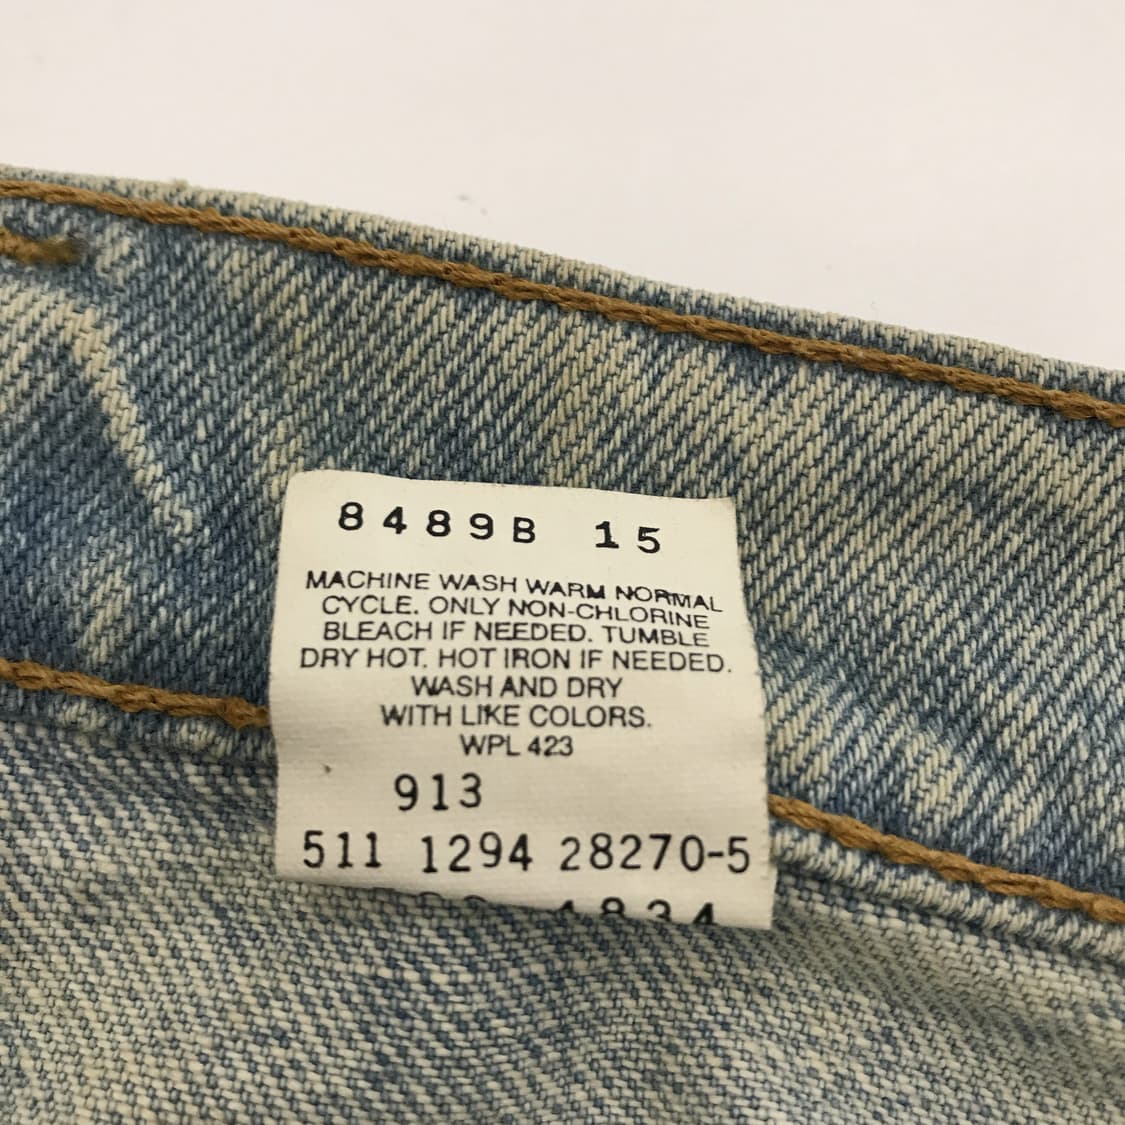 8489B 15
MACHINE WASH WARM NORMAL
CYCLE. ONLY NON-CHLORINE
BLEACH IF NEEDED. TUMBLE
DRY HOT. HOT IRON IF NEEDED.
WASH AND DRY
WITH LIKE COLORS.
WPL 423
913
511 1294 28270-5
4834